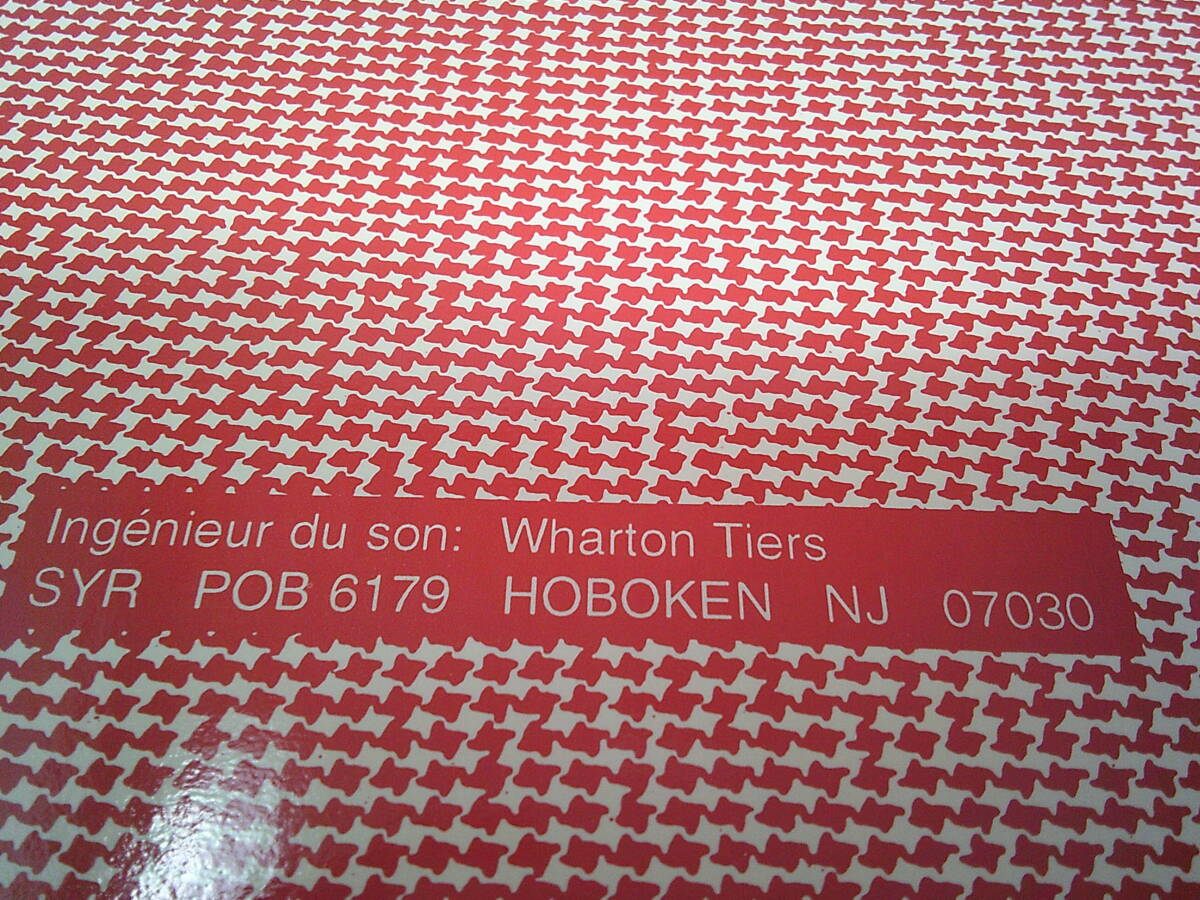 Ingénieur du son: Wharton Tiers
SYR POB 6179 HOBOKEN NJ 07030